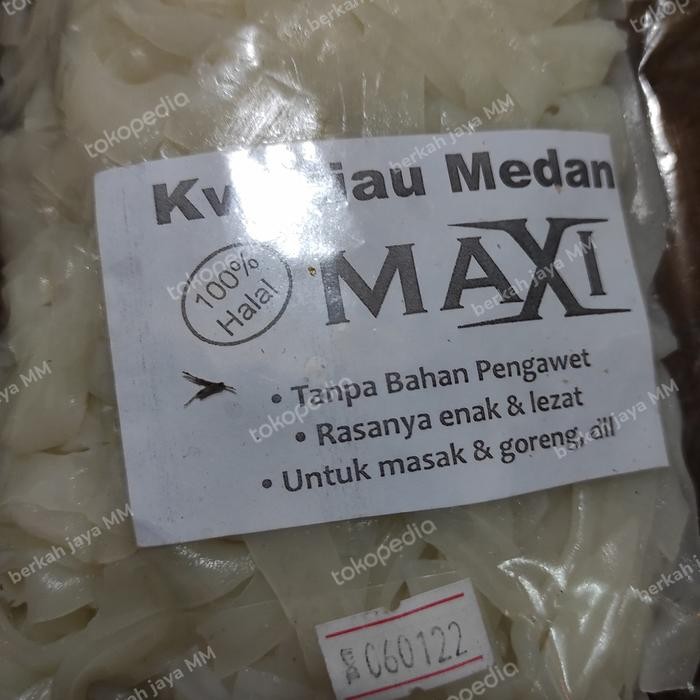 Medan
100%
Halal
MAXI
• Tanpa Bahan Pengawet
• Rasanya enak & lezat
• Untuk masak & goreng, dll
C60122
tokopedia
berkah jaya MM